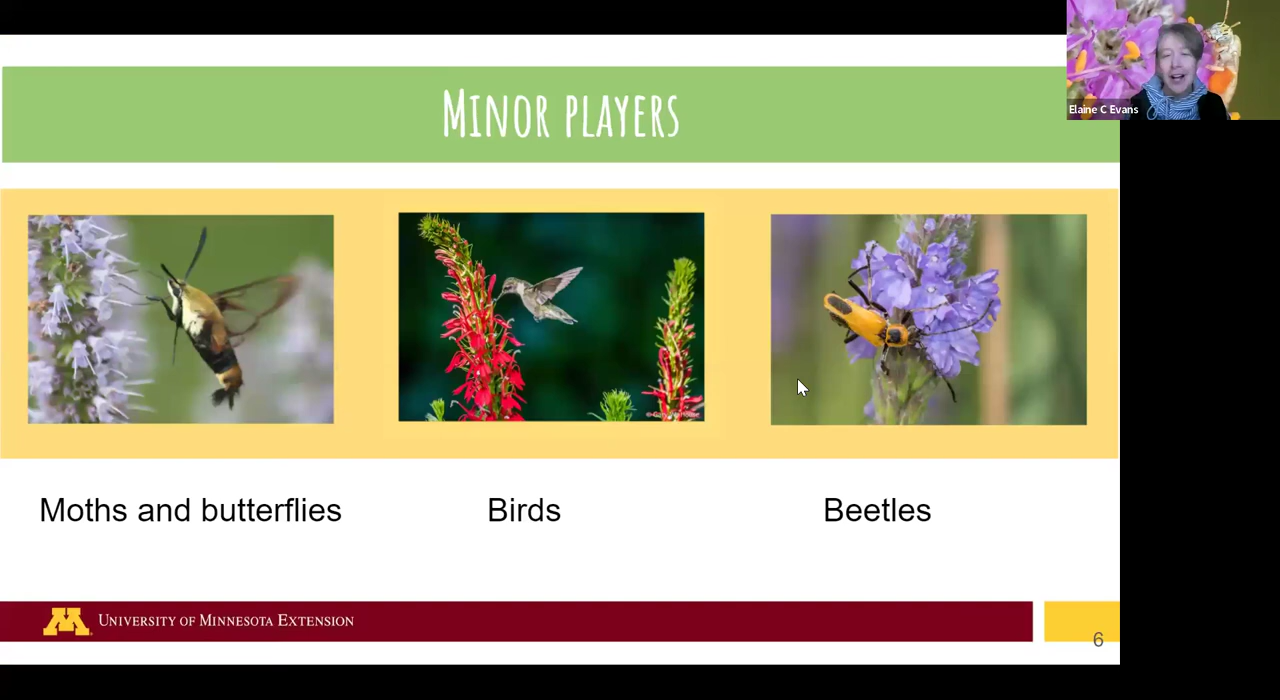 Elaine C Evans
Minor players
Moths and butterflies
Birds
Beetles
M
University of Minnesota Extension
6